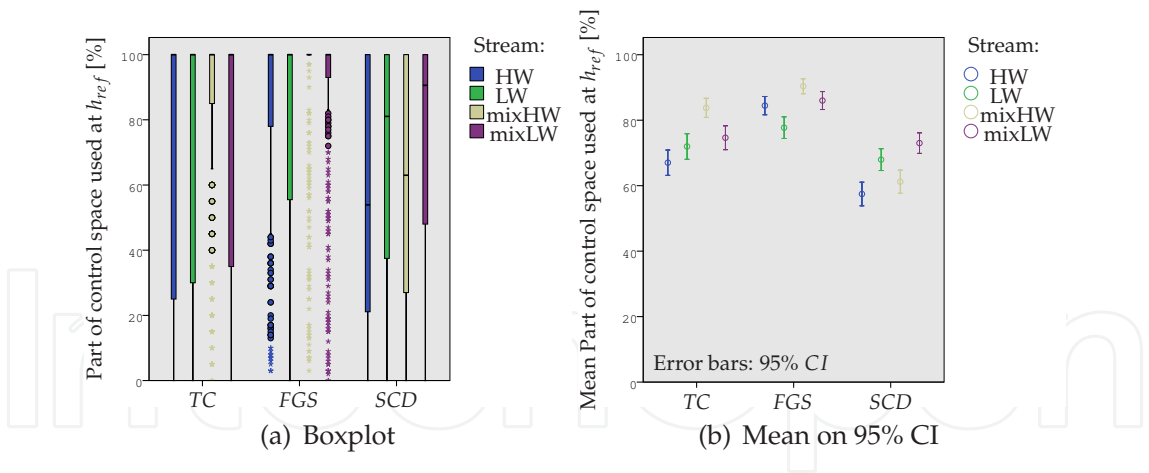 Part of control space used at h_ref [%]
100
80
60
40
20
0
TC FGS SCD
Stream:
HW
LW
mixHW
mixLW
(a) Boxplot
Mean Part of control space used at h_ref [%]
100
80
60
40
20
0
Error bars: 95% CI
TC FGS SCD
Stream:
HW
LW
mixHW
mixLW
(b) Mean on 95% CI